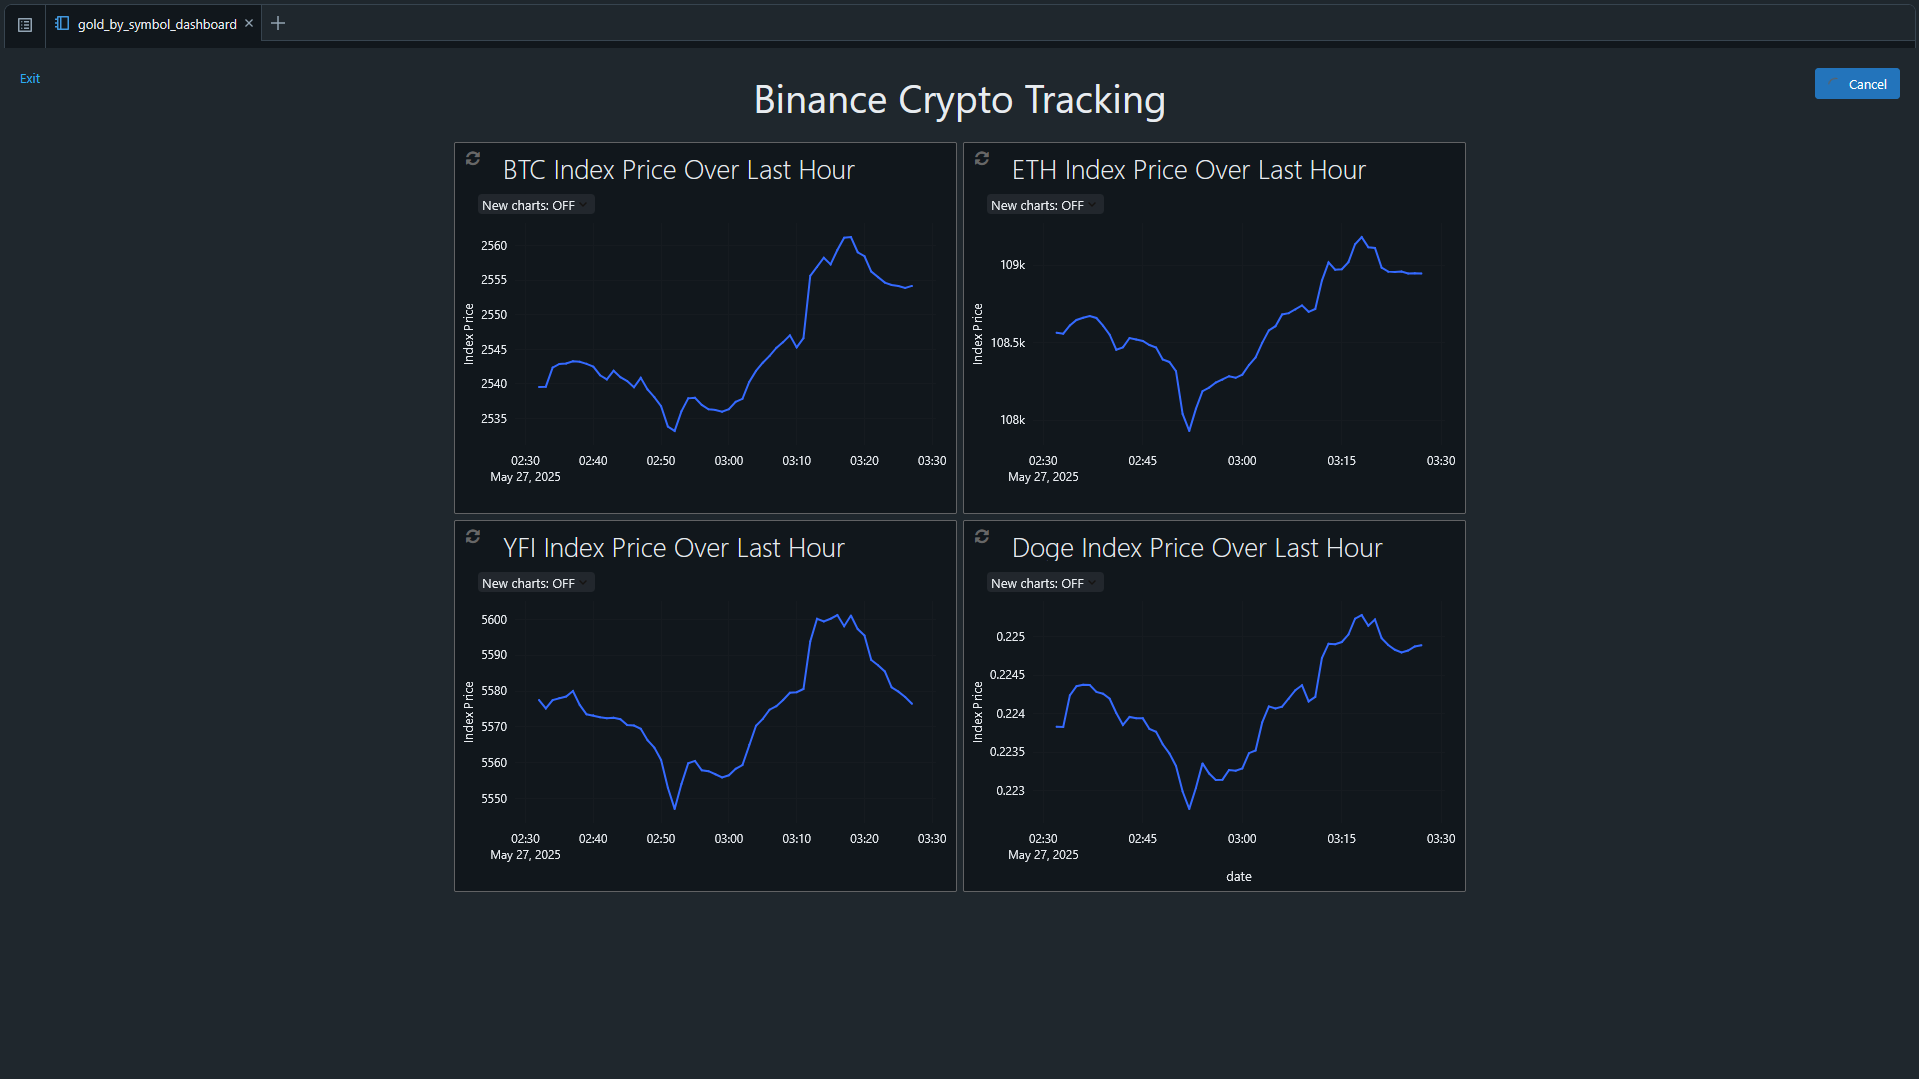 gold_by_symbol_dashboard
Exit
Cancel
Binance Crypto Tracking
BTC Index Price Over Last Hour
New charts: OFF
Index Price
2560
2555
2550
2545
2540
2535
02:30 02:40 02:50 03:00 03:10 03:20 03:30
May 27, 2025
ETH Index Price Over Last Hour
New charts: OFF
Index Price
109k
108.5k
108k
02:30 02:45 03:00 03:15 03:30
May 27, 2025
YFI Index Price Over Last Hour
New charts: OFF
Index Price
5600
5590
5580
5570
5560
5550
02:30 02:40 02:50 03:00 03:10 03:20 03:30
May 27, 2025
Doge Index Price Over Last Hour
New charts: OFF
Index Price
0.225
0.2245
0.224
0.2235
0.223
02:30 02:45 03:00 03:15 03:30
May 27, 2025
date